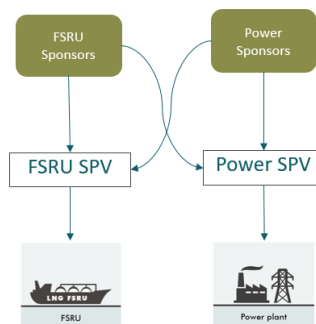 FSRU
Sponsors
Power
Sponsors
FSRU SPV
Power SPV
LNG FSRU
FSRU
Power plant